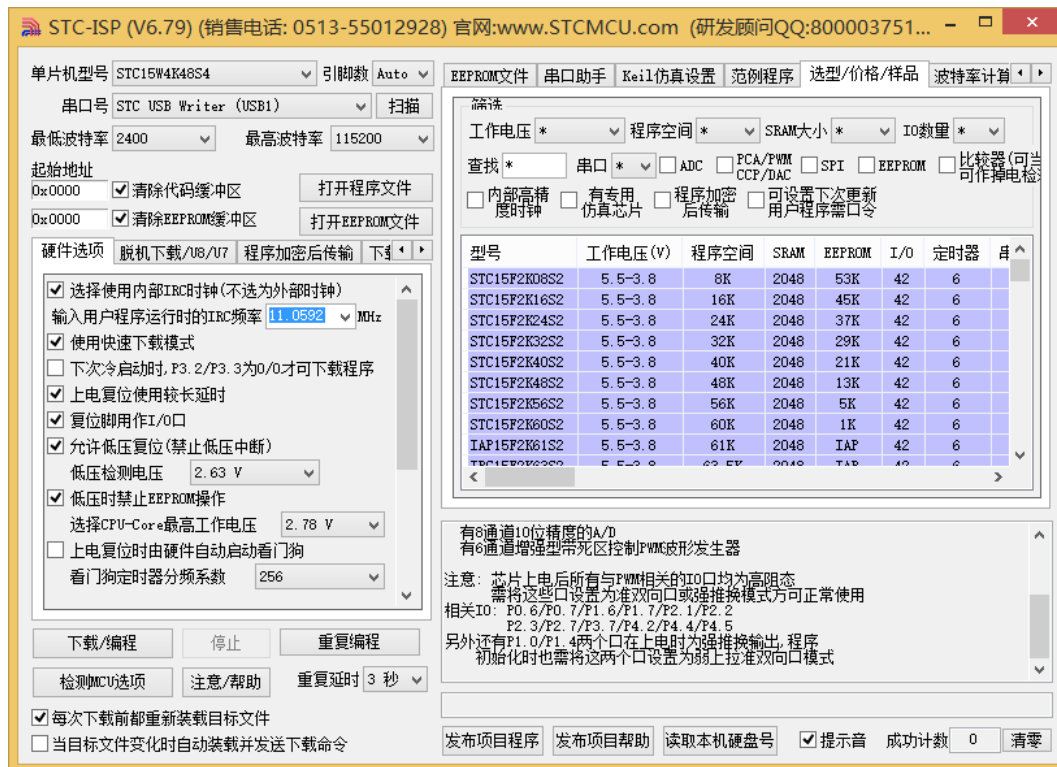 STC-ISP (V6.79) (销售电话: 0513-55012928) 官网:www.STCMCU.com (研发顾问QQ:800003751...
单片机型号 STC15W4K48S4 引脚数 Auto
串口号 STC USB Writer (USB1) 扫描
最低波特率 2400 最高波特率 115200
起始地址
0x0000 清除代码缓冲区 打开程序文件
0x0000 清除EEPROM缓冲区 打开EEPROM文件
硬件选项 脱机下载/U8/U7 程序加密后传输
选择使用内部IRC时钟(不选为外部时钟)
输入用户程序运行时的IRC频率 11.0592 MHz
使用快速下载模式
下次冷启动时,P3.2/P3.3为0/0才可下载程序
上电复位使用较长延时
复位脚用作I/O口
允许低压复位(禁止低压中断)
低压检测电压 2.63 V
低压时禁止EEPROM操作
选择CPU-Core最高工作电压 2.78 V
上电复位时由硬件自动启动看门狗
看门狗定时器分频系数 256
下载/编程 停止 重复编程
检测MCU选项 注意/帮助 重复延时 3 秒
每次下载前都重新装载目标文件
当目标文件变化时自动装载并发送下载命令
EEPROM文件 串口助手 Keil仿真设置 范例程序 选型/价格/样品 波特率计算
筛选
工作电压 * 程序空间 * SRAM大小 * IO数量 *
查找 * 串口 * ADC PCA/PWM CCP/DAC SPI EEPROM 比较器(可当 可作掉电检
内部高精度时钟 有专用仿真芯片 程序加密后传输 可设置下次更新用户程序需口令
型号 工作电压(V) 程序空间 SRAM EEPROM I/O 定时器
STC15F2K08S2 5.5-3.8 8K 2048 53K 42 6
STC15F2K16S2 5.5-3.8 16K 2048 45K 42 6
STC15F2K24S2 5.5-3.8 24K 2048 37K 42 6
STC15F2K32S2 5.5-3.8 32K 2048 29K 42 6
STC15F2K40S2 5.5-3.8 40K 2048 21K 42 6
STC15F2K48S2 5.5-3.8 48K 2048 13K 42 6
STC15F2K56S2 5.5-3.8 56K 2048 5K 42 6
STC15F2K60S2 5.5-3.8 60K 2048 1K 42 6
IAP15F2K61S2 5.5-3.8 61K 2048 IAP 42 6
有8通道10位精度的A/D
有6通道增强型带死区控制PWM波形发生器
注意: 芯片上电后所有与PWM相关的IO口均为高阻态
需将这些口设置为准双向口或强推挽模式方可正常使用
相关IO: P0.6/P0.7/P1.6/P1.7/P2.1/P2.2
P2.3/P2.7/P3.7/P4.2/P4.4/P4.5
另外还有P1.0/P1.4两个口在上电时为强推挽输出,程序
初始化时也需将这两个口设置为弱上拉准双向口模式
发布项目程序 发布项目帮助 读取本机硬盘号 提示音 成功计数 0 清零